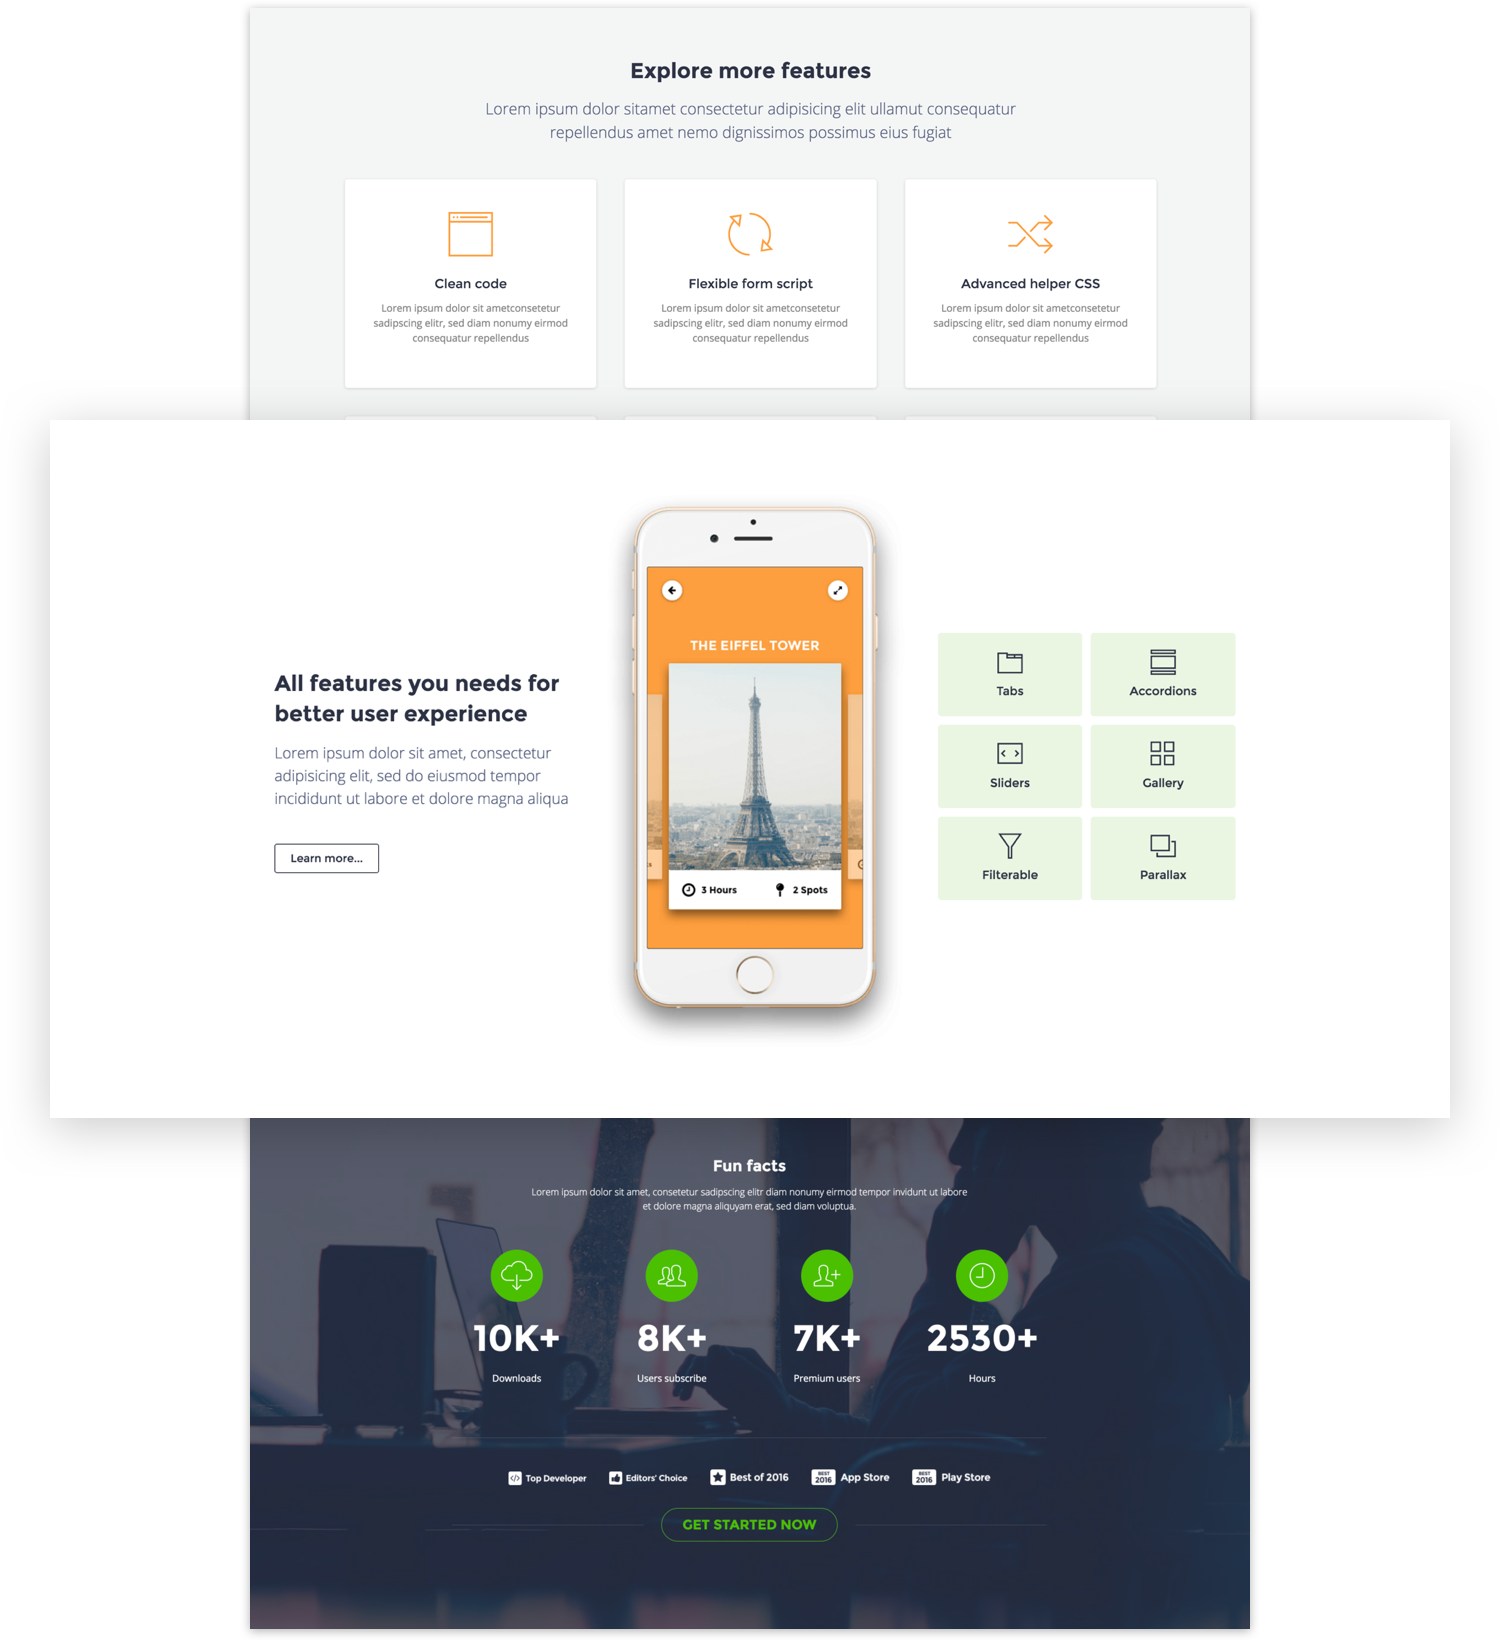 Explore more features
Lorem ipsum dolor sitamet consectetur adipisicing elit ullamut consequatur
repellendus amet nemo dignissimos possimus eius fugiat
Clean code
Lorem ipsum dolor sit ametconsetetur
sadipscing elitr, sed diam nonumy eirmod
consequatur repellendus
Flexible form script
Lorem ipsum dolor sit ametconsetetur
sadipscing elitr, sed diam nonumy eirmod
consequatur repellendus
Advanced helper CSS
Lorem ipsum dolor sit ametconsetetur
sadipscing elitr, sed diam nonumy eirmod
consequatur repellendus
All features you needs for
better user experience
Lorem ipsum dolor sit amet, consectetur
adipisicing elit, sed do eiusmod tempor
incididunt ut labore et dolore magna aliqua
Learn more...
THE EIFFEL TOWER
3 Hours
2 Spots
Tabs
Accordions
Sliders
Gallery
Filterable
Parallax
Fun facts
Lorem ipsum dolor sit amet, consetetur sadipscing elitr diam nonumy eirmod tempor invidunt ut labore
et dolore magna aliquyam erat, sed diam voluptua.
10K+
Downloads
8K+
Users subscribe
7K+
Premium users
2530+
Hours
Top Developer
Editors' Choice
Best of 2016
BEST
2016
App Store
BEST
2016
Play Store
GET STARTED NOW